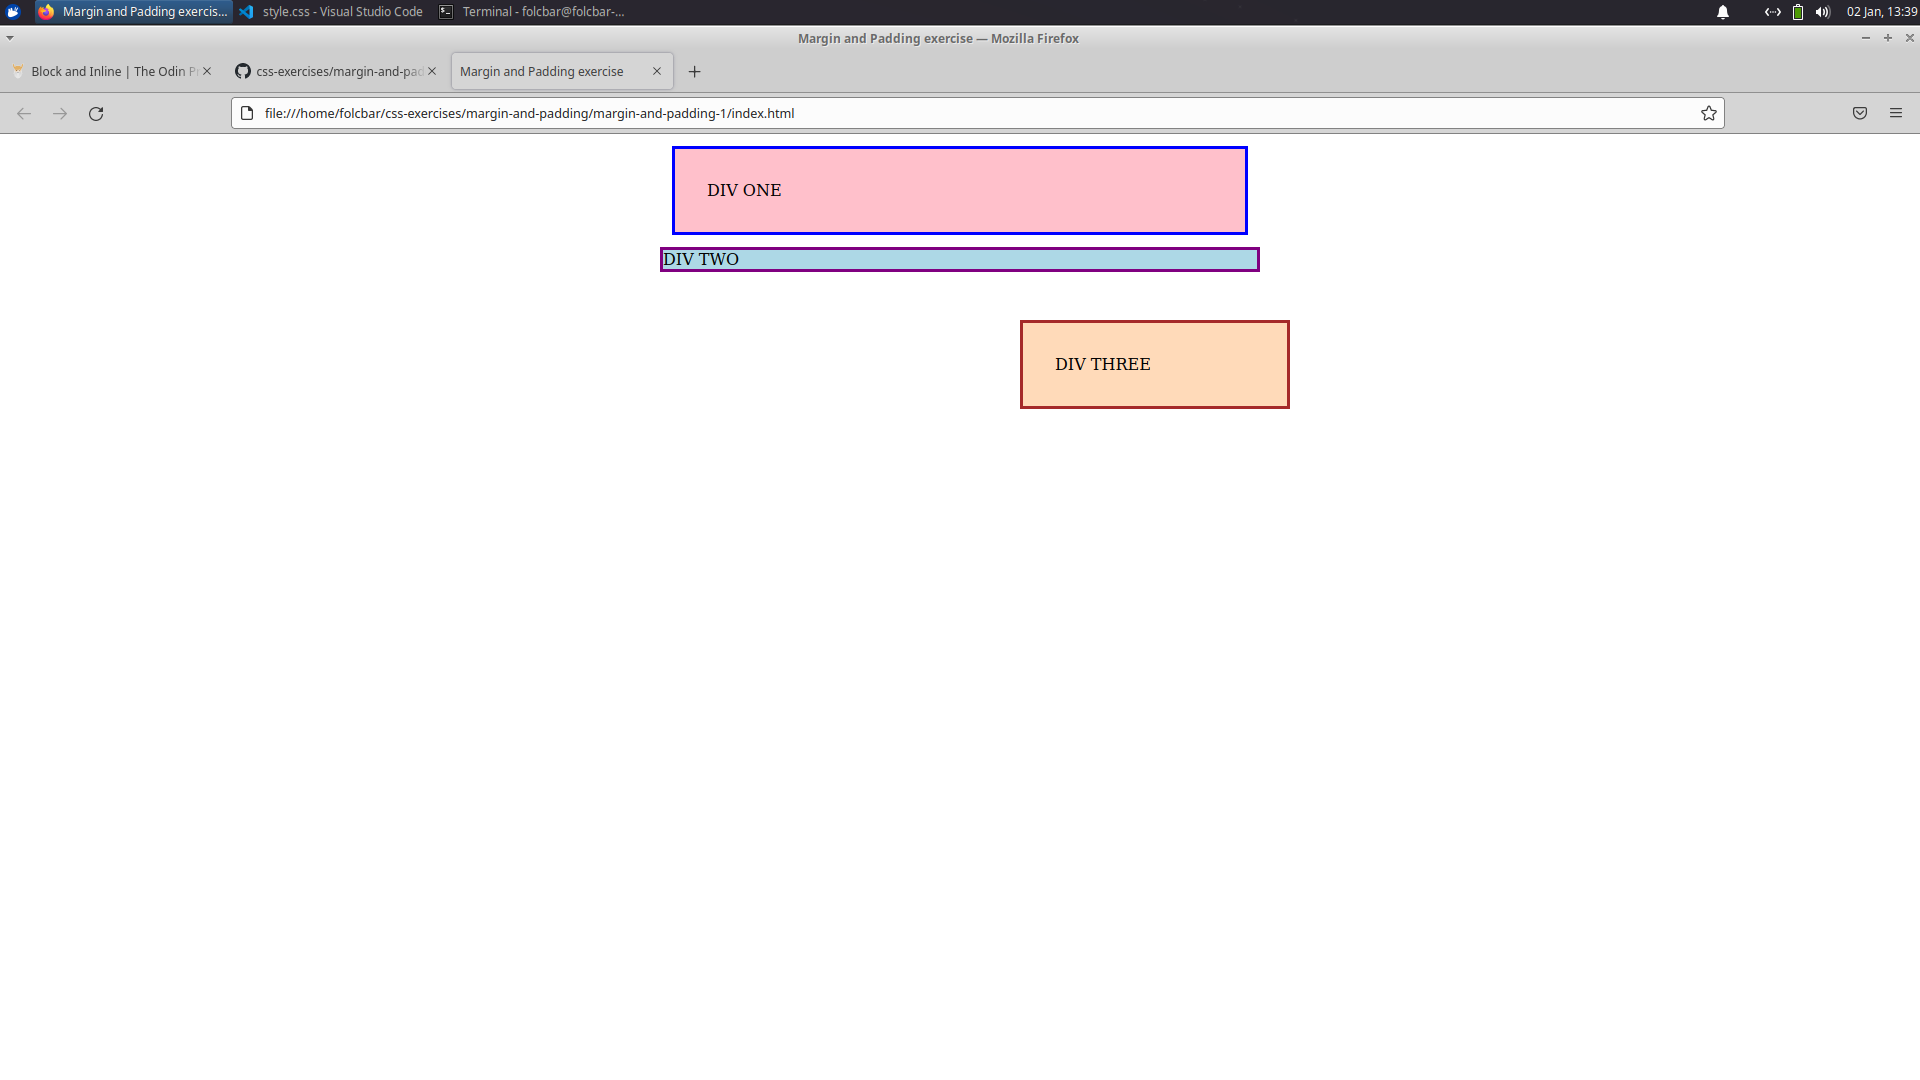 Margin and Padding exercis...
style.css - Visual Studio Code
Terminal - folcbar@folcbar-...
02 Jan, 13:39
Margin and Padding exercise — Mozilla Firefox
Block and Inline | The Odin Pr
css-exercises/margin-and-pad
Margin and Padding exercise
file:///home/folcbar/css-exercises/margin-and-padding/margin-and-padding-1/index.html
DIV ONE
DIV TWO
DIV THREE